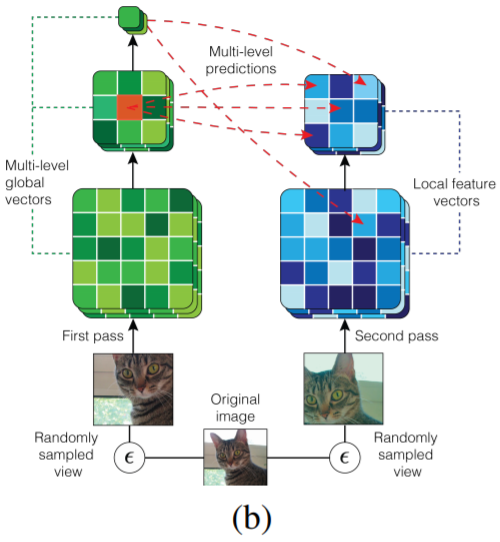 Multi-level
predictions
Multi-level
global
vectors
Local feature
vectors
First pass
Second pass
Original
image
Randomly
sampled
view
ϵ
ϵ
Randomly
sampled
view
(b)